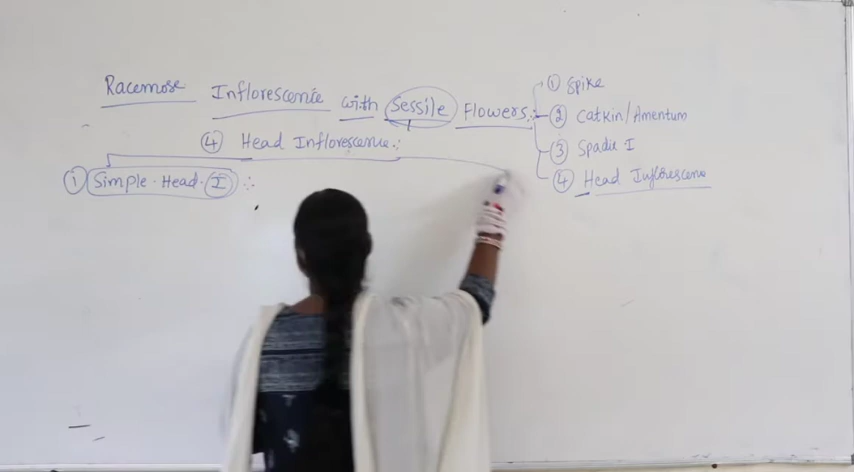 Racemose Inflorescence with Sessile Flowers:-
① Spike
② Catkin/Amentum
③ Spadix I
④ Head Inflorescence
④ Head Inflorescence:
① Simple Head I :